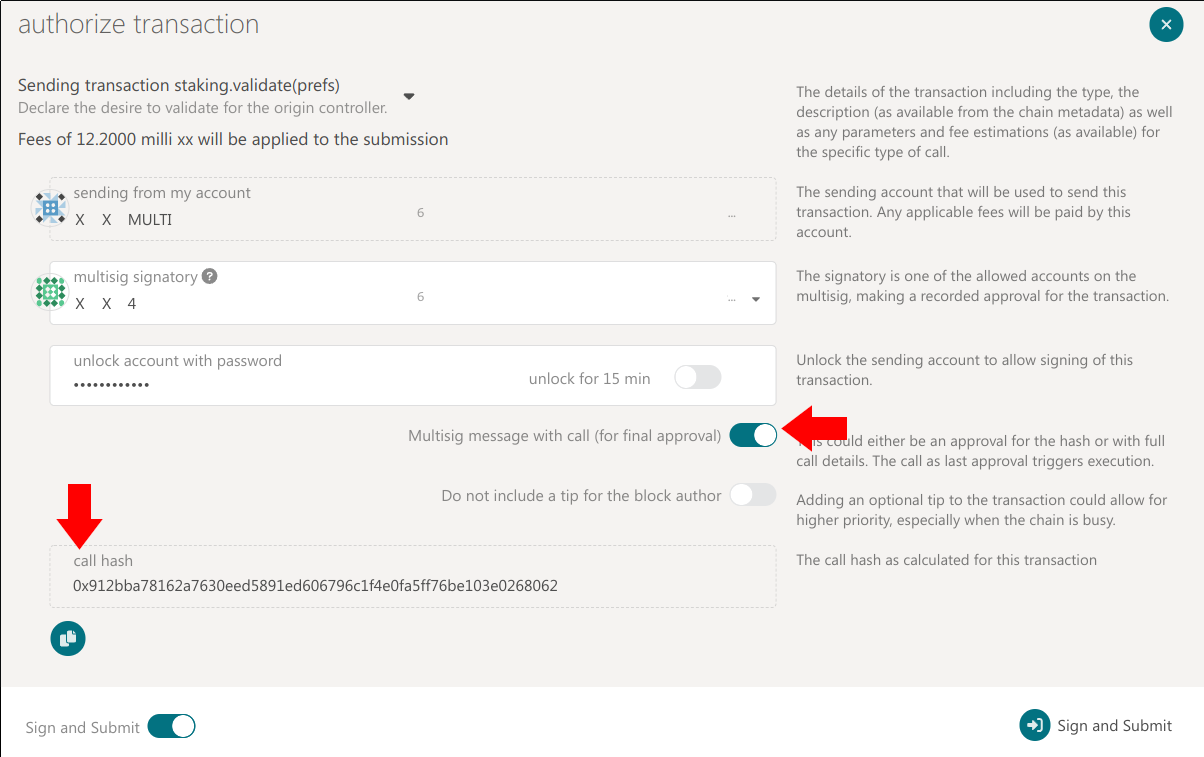 authorize transaction
Sending transaction staking.validate(prefs)
Declare the desire to validate for the origin controller.
Fees of 12.2000 milli xx will be applied to the submission
The details of the transaction including the type, the
description (as available from the chain metadata) as well
as any parameters and fee estimations (as available) for
the specific type of call.
sending from my account
X X MULTI 6 ...
The sending account that will be used to send this
transaction. Any applicable fees will be paid by this
account.
multisig signatory ?
X X 4 6 ...
The signatory is one of the allowed accounts on the
multisig, making a recorded approval for the transaction.
unlock account with password
••••••••••••
unlock for 15 min
Unlock the sending account to allow signing of this
transaction.
Multisig message with call (for final approval)
could either be an approval for the hash or with full
call details. The call as last approval triggers execution.
Do not include a tip for the block author
Adding an optional tip to the transaction could allow for
higher priority, especially when the chain is busy.
call hash
0x912bba78162a7630eed5891ed606796c1f4e0fa5ff76be103e0268062
The call hash as calculated for this transaction
Sign and Submit
Sign and Submit